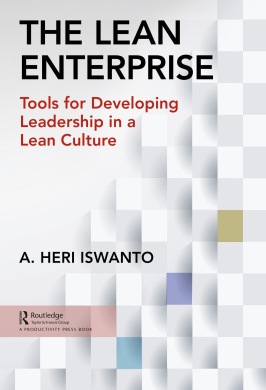 THE LEAN
ENTERPRISE
Tools for Developing
Leadership in a
Lean Culture
A. HERI ISWANTO
Routledge
Taylor & Francis Group
A PRODUCTIVITY PRESS BOOK